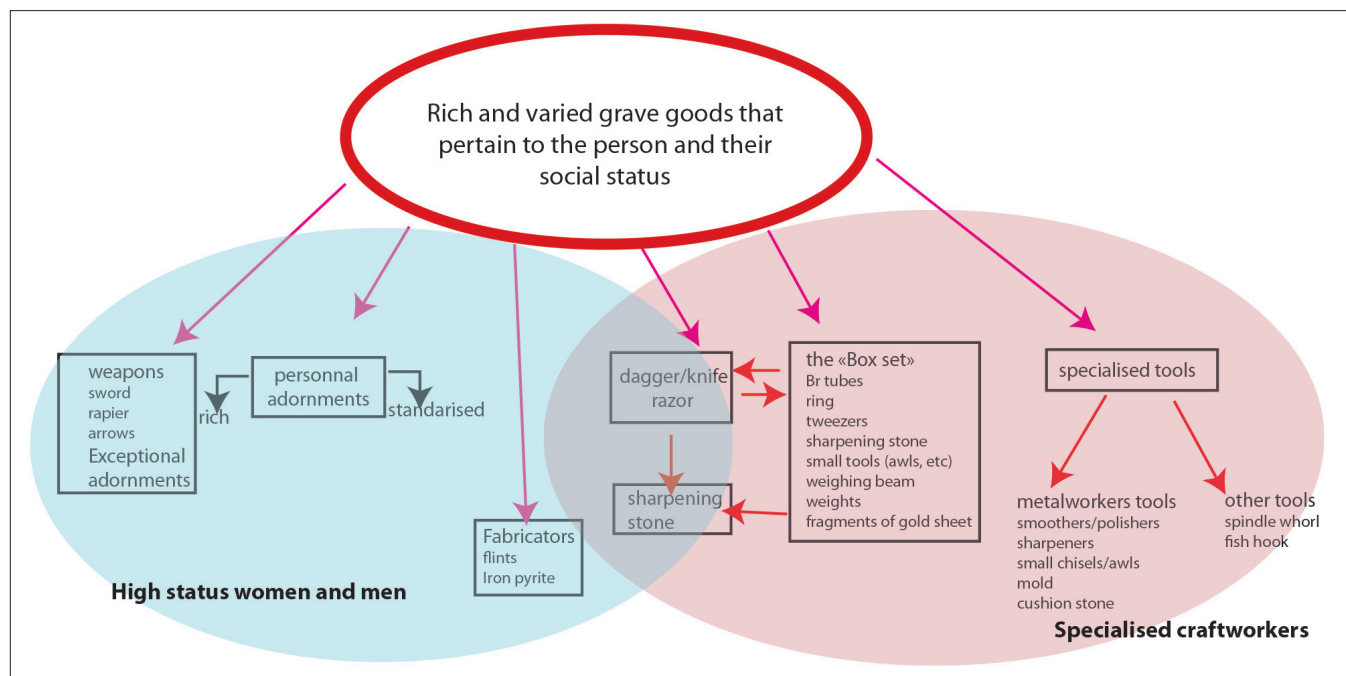 Rich and varied grave goods that
pertain to the person and their
social status
weapons
sword
rapier
arrows
Exceptional
adornments
rich
personnal
adornments
standarised
Fabricators
flints
Iron pyrite
High status women and men
dagger/knife
razor
sharpening
stone
the «Box set»
Br tubes
ring
tweezers
sharpening stone
small tools (awls, etc)
weighing beam
weights
fragments of gold sheet
specialised tools
metalworkers tools
smoothers/polishers
sharpeners
small chisels/awls
mold
cushion stone
other tools
spindle whorl
fish hook
Specialised craftworkers